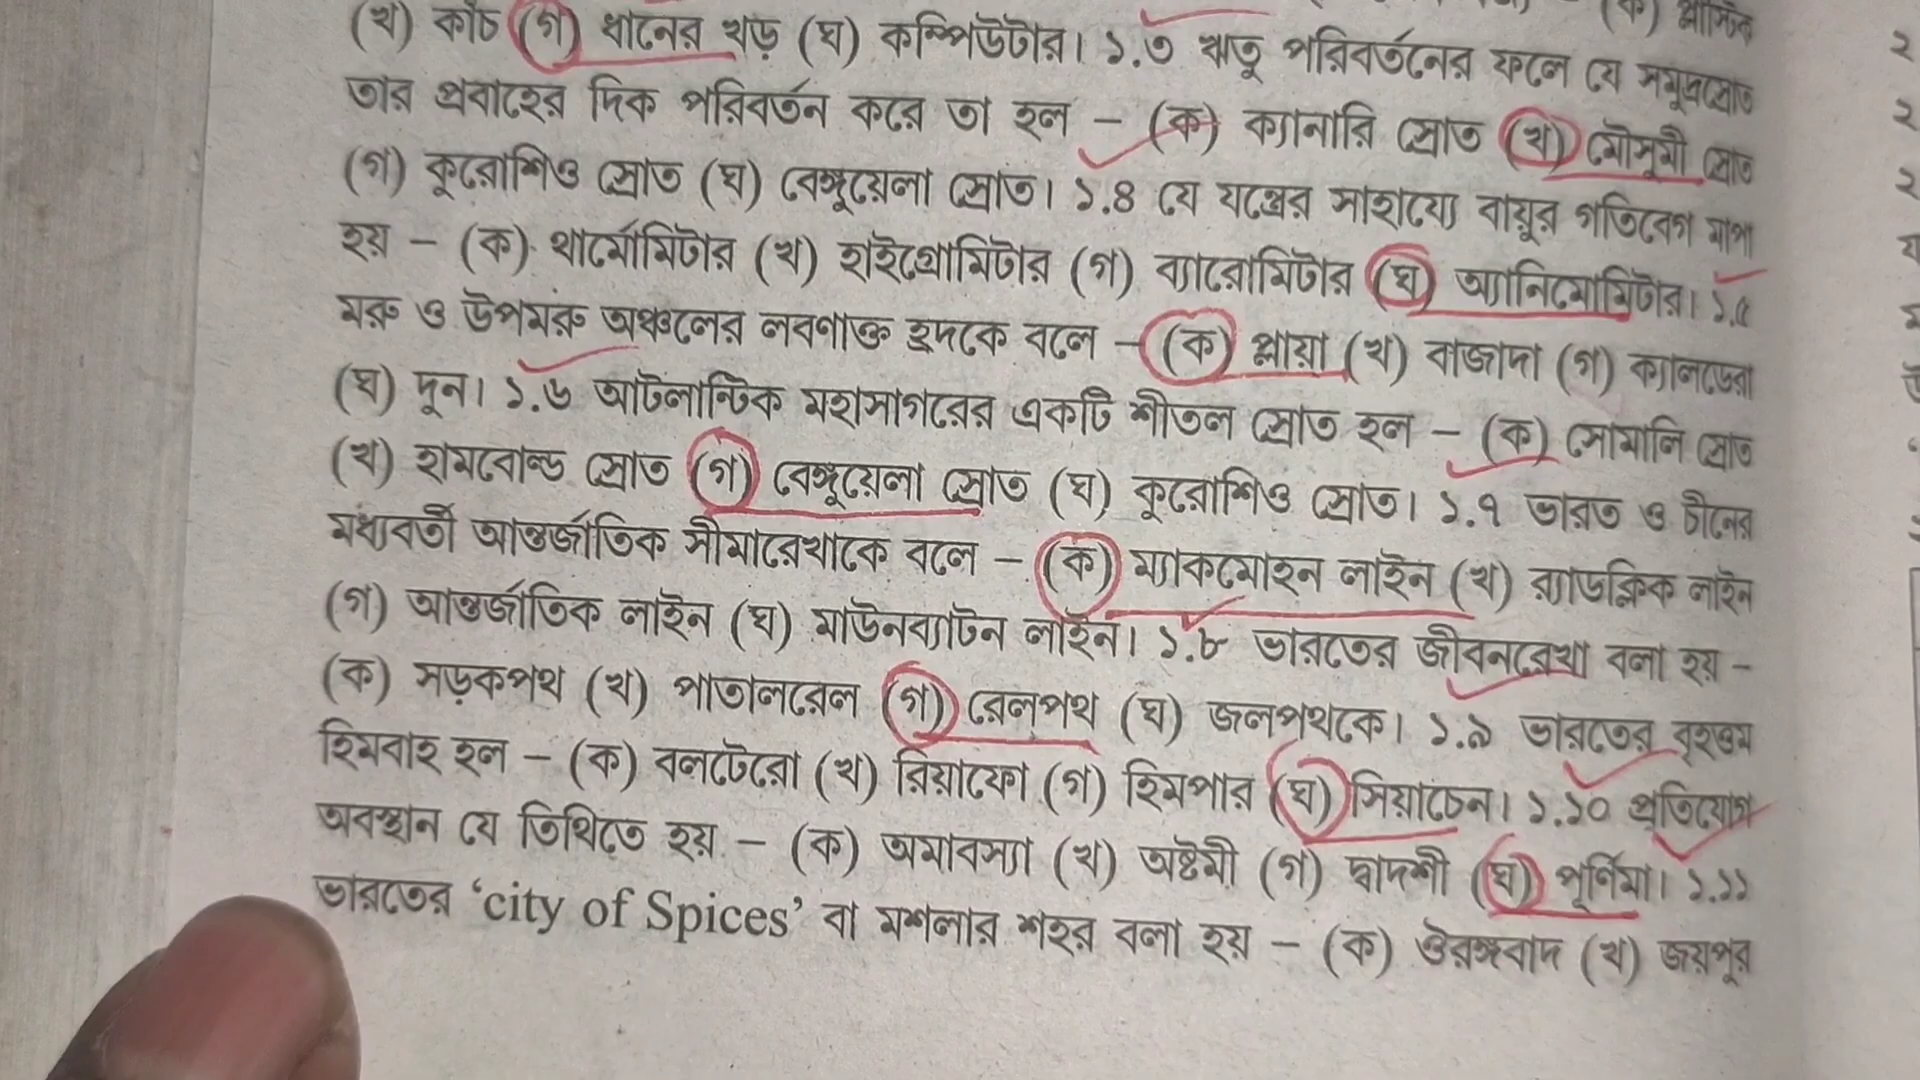 (ক) প্লাস্টিক
(খ) কাঁচ (গ) ধানের খড় (ঘ) কম্পিউটার। ১.৩ ঋতু পরিবর্তনের ফলে যে সমুদ্রস্রোত
তার প্রবাহের দিক পরিবর্তন করে তা হল – (ক) ক্যানারি স্রোত (খ) মৌসুমী স্রোত
(গ) কুরোশিও স্রোত (ঘ) বেঙ্গুয়েলা স্রোত। ১.৪ যে যন্ত্রের সাহায্যে বায়ুর গতিবেগ মাপা
হয় – (ক) থার্মোমিটার (খ) হাইগ্রোমিটার (গ) ব্যারোমিটার (ঘ) অ্যানিমোমিটার। ১.৫
মরু ও উপমরু অঞ্চলের লবণাক্ত হ্রদকে বলে – (ক) প্লায়া (খ) বাজাদা (গ) ক্যালডেরা
(ঘ) দুন। ১.৬ আটলান্টিক মহাসাগরের একটি শীতল স্রোত হল – (ক) সোমালি স্রোত
(খ) হামবোল্ড স্রোত (গ) বেঙ্গুয়েলা স্রোত (ঘ) কুরোশিও স্রোত। ১.৭ ভারত ও চীনের
মধ্যবর্তী আন্তর্জাতিক সীমারেখাকে বলে – (ক) ম্যাকমোহন লাইন (খ) র‍্যাডক্লিক লাইন
(গ) আন্তর্জাতিক লাইন (ঘ) মাউনব্যাটন লাইন। ১.৮ ভারতের জীবনরেখা বলা হয় –
(ক) সড়কপথ (খ) পাতালরেল (গ) রেলপথ (ঘ) জলপথকে। ১.৯ ভারতের বৃহত্তম
হিমবাহ হল – (ক) বলটেরো (খ) রিয়াফো (গ) হিমপার (ঘ) সিয়াচেন। ১.১০ প্রতিযোগ
অবস্থান যে তিথিতে হয় – (ক) অমাবস্যা (খ) অষ্টমী (গ) দ্বাদশী (ঘ) পূর্ণিমা। ১.১১
ভারতের ‘city of Spices’ বা মশলার শহর বলা হয় – (ক) ঔরঙ্গবাদ (খ) জয়পুর